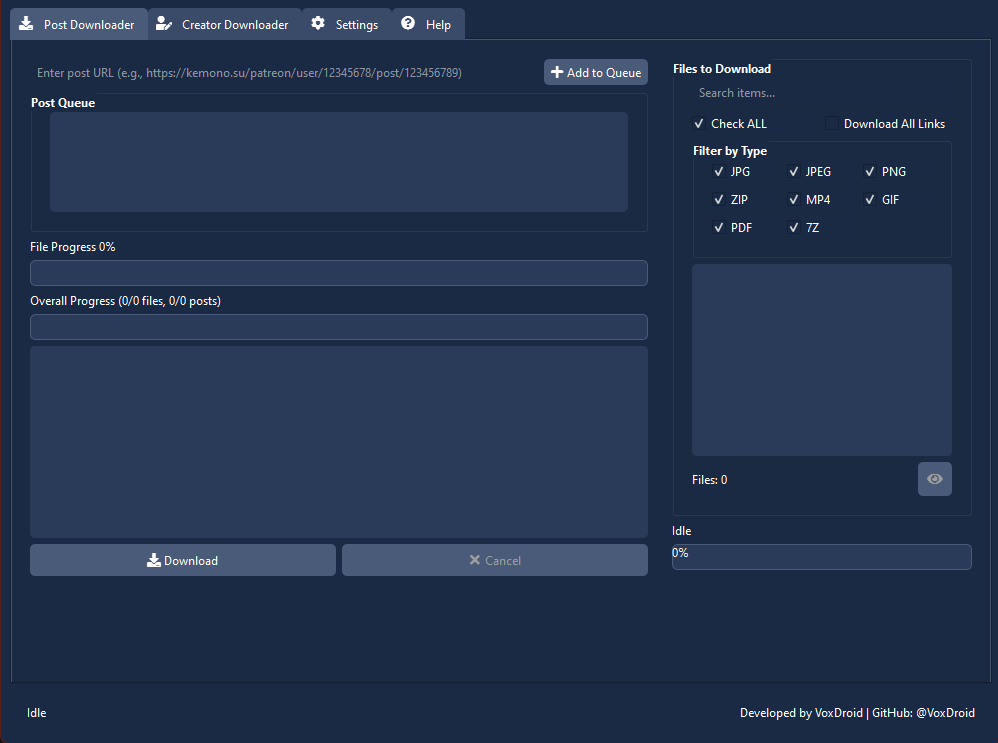 Post Downloader
Creator Downloader
Settings
Help
Enter post URL (e.g., https://kemono.su/patreon/user/12345678/post/123456789)
Add to Queue
Post Queue
File Progress 0%
Overall Progress (0/0 files, 0/0 posts)
Download
Cancel
Files to Download
Search items...
Check ALL
Download All Links
Filter by Type
JPG
JPEG
PNG
ZIP
MP4
GIF
PDF
7Z
Files: 0
Idle
0%
Idle
Developed by VoxDroid | GitHub: @VoxDroid